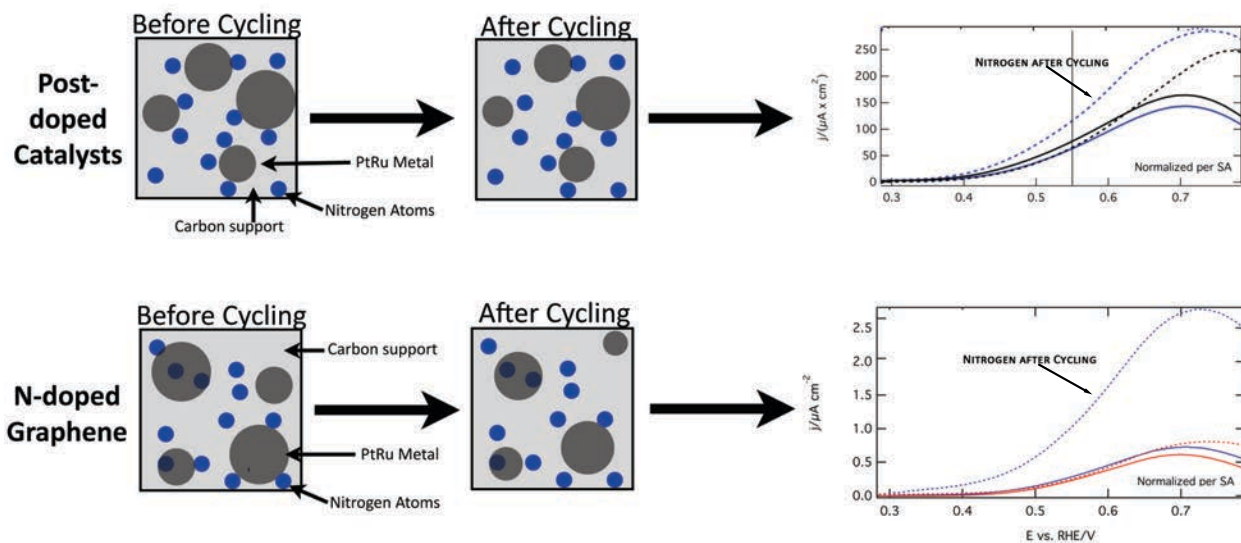 Before Cycling
After Cycling
Post-
doped
Catalysts
PtRu Metal
Nitrogen Atoms
Carbon support
NITROGEN AFTER CYCLING
j/(µA x cm²)
250
200
150
100
50
0
Normalized per SA
0.3 0.4 0.5 0.6 0.7
Before Cycling
After Cycling
N-doped
Graphene
Carbon support
PtRu Metal
Nitrogen Atoms
NITROGEN AFTER CYCLING
j/µA cm⁻²
2.5
2.0
1.5
1.0
0.5
0.0
Normalized per SA
0.3 0.4 0.5 0.6 0.7
E vs. RHE/V